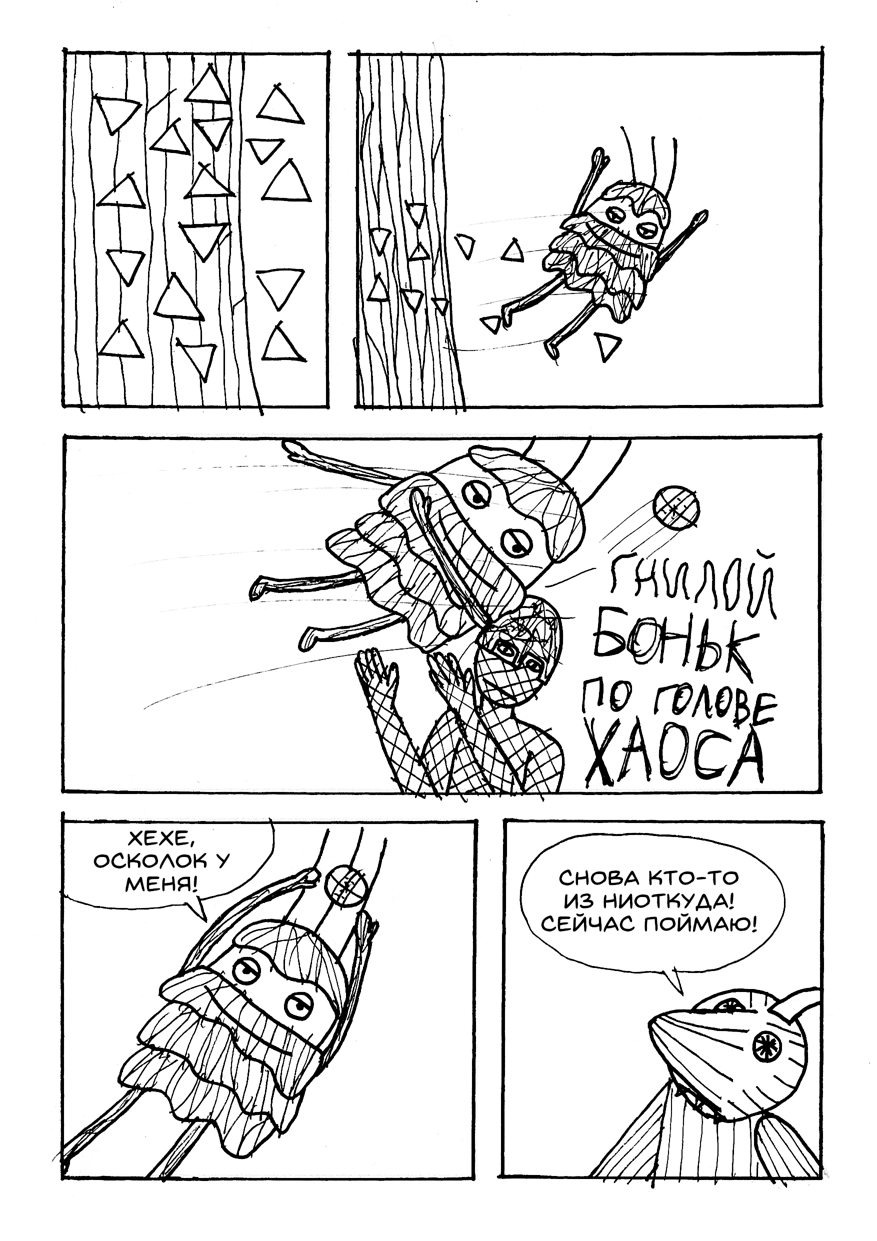 ГНИЛОЙ
БОНЬК
ПО ГОЛОВЕ
ХАОСА
ХЕХЕ,
ОСКОЛОК У
МЕНЯ!
СНОВА КТО-ТО
ИЗ НИОТКУДА!
СЕЙЧАС ПОЙМАЮ!